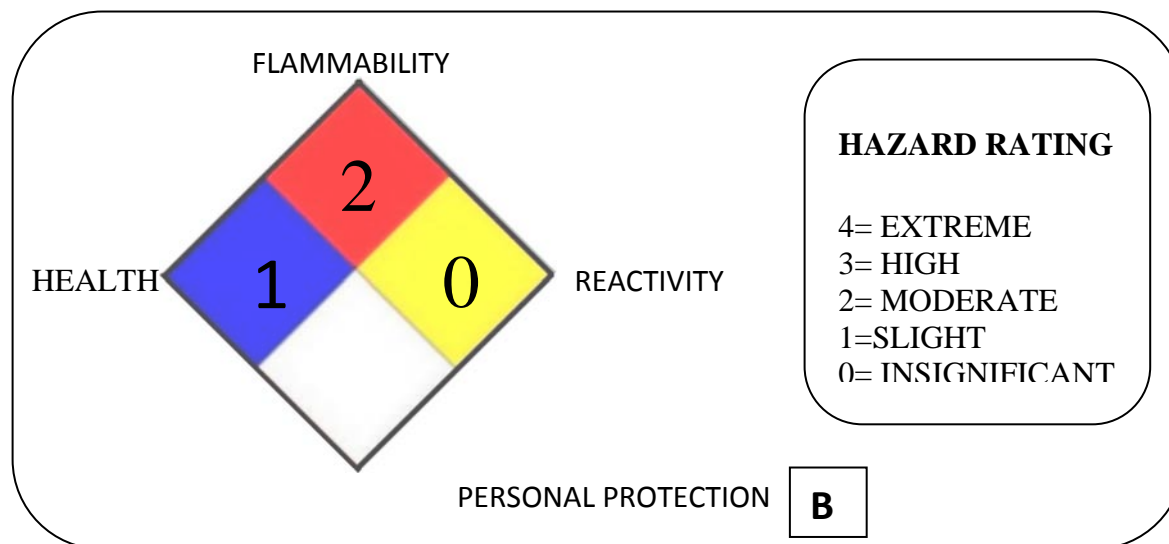 FLAMMABILITY
2
HEALTH
1
0
REACTIVITY
HAZARD RATING
4= EXTREME
3= HIGH
2= MODERATE
1=SLIGHT
0= INSIGNIFICANT
PERSONAL PROTECTION
B